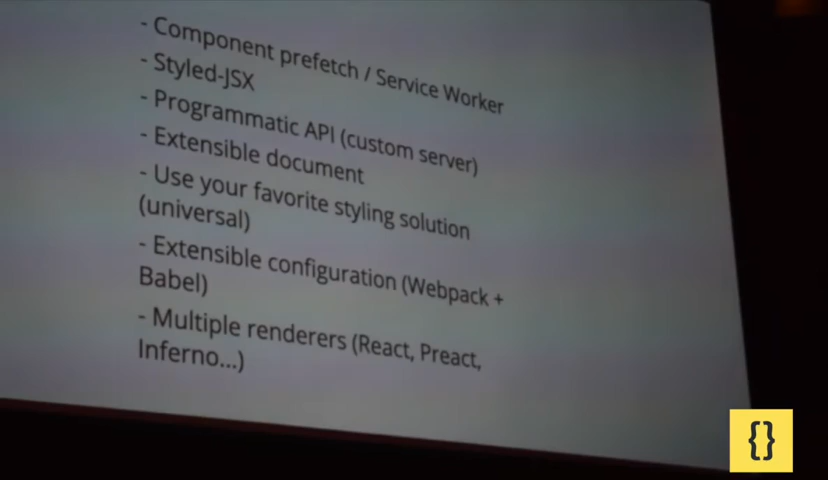 - Component prefetch / Service Worker
- Styled-JSX
- Programmatic API (custom server)
- Extensible document
- Use your favorite styling solution
(universal)
- Extensible configuration (Webpack +
Babel)
- Multiple renderers (React, Preact,
Inferno...)
{}